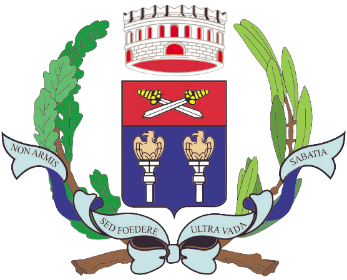 NON ARMIS
SED FOEDERE
ULTRA VADA
SABATIA